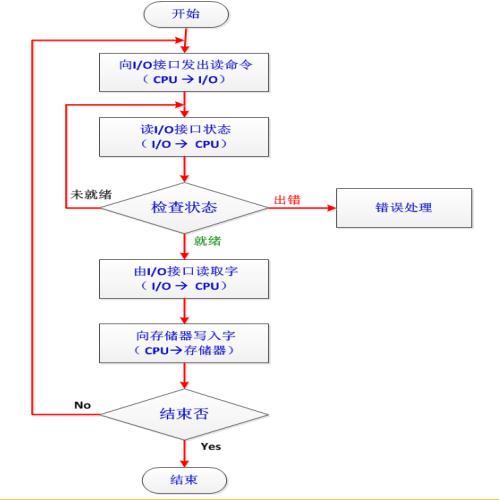 开始
向I/O接口发出读命令
（ CPU → I/O）
读I/O接口状态
（ I/O → CPU）
未就绪
检查状态
出错
错误处理
就绪
由I/O接口读取字
（ I/O → CPU）
向存储器写入字
（ CPU→存储器）
No
结束否
Yes
结束